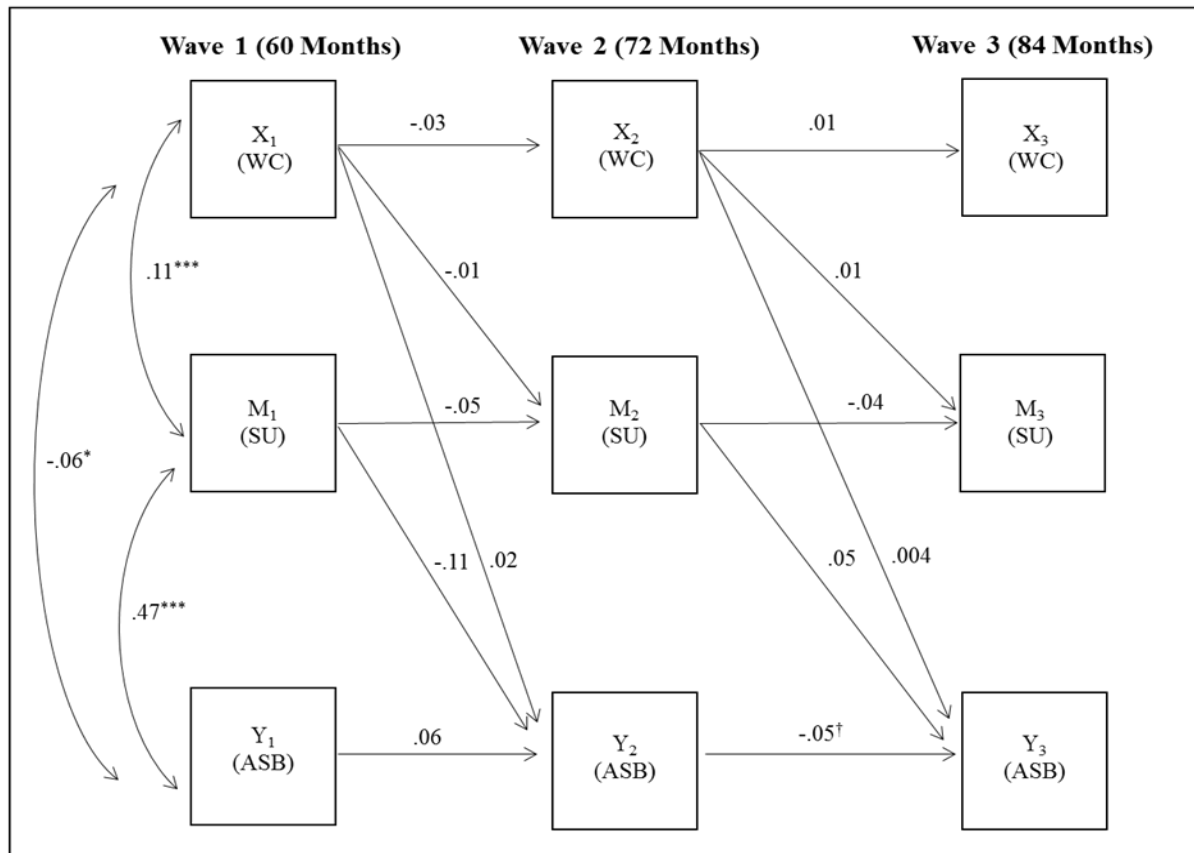 Wave 1 (60 Months) Wave 2 (72 Months) Wave 3 (84 Months)
X₁
(WC)
-.03
X₂
(WC)
.01
X₃
(WC)
.11***
-.01
.01
M₁
(SU)
-.05
M₂
(SU)
-.04
M₃
(SU)
-.06*
.47***
-.11
.02
.05
.004
Y₁
(ASB)
.06
Y₂
(ASB)
-.05†
Y₃
(ASB)